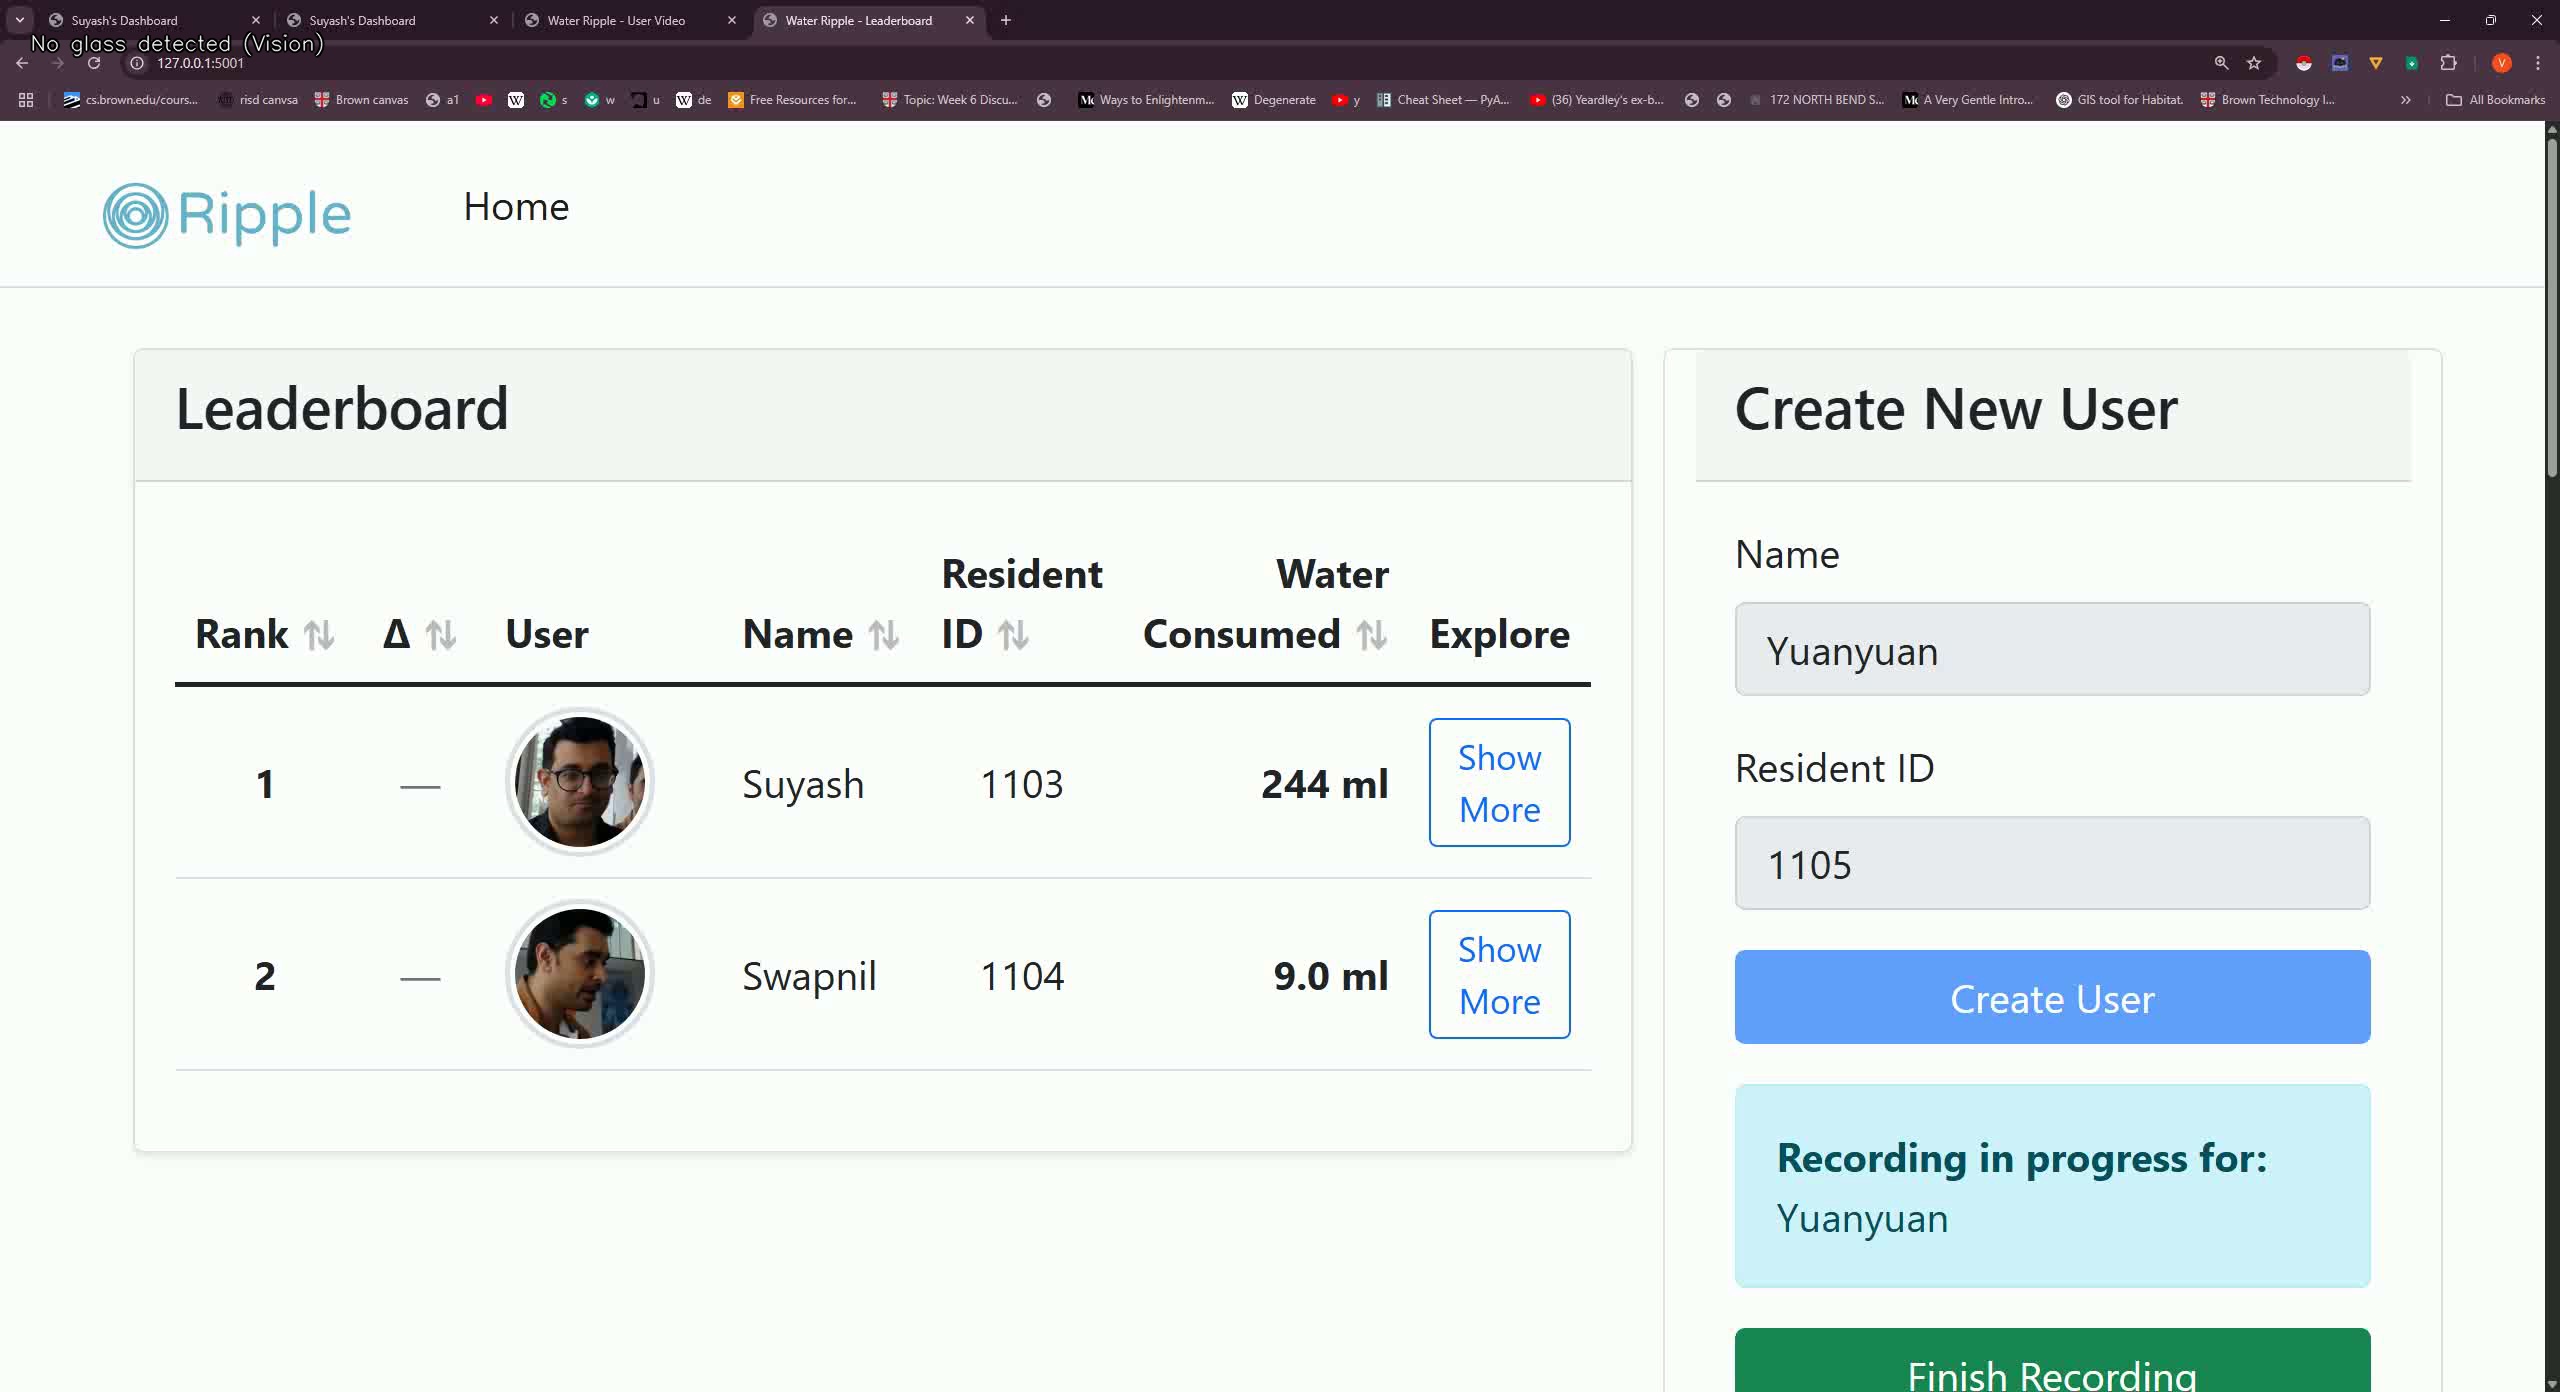 Suyash's Dashboard
Suyash's Dashboard
Water Ripple - User Video
Water Ripple - Leaderboard
No glass detected (Vision)
127.0.0.1:5001
cs.brown.edu/cours...
risd canvsa
Brown canvas
a1
s
w
u
de
Free Resources for...
Topic: Week 6 Discu...
Ways to Enlightenm...
Degenerate
y
Cheat Sheet — PyA...
(36) Yeardley's ex-b...
172 NORTH BEND S...
A Very Gentle Intro...
GIS tool for Habitat.
Brown Technology I...
All Bookmarks
Ripple
Home
Leaderboard
Rank
Δ
User
Name
Resident
ID
Water
Consumed
Explore
1
—
Suyash
1103
244 ml
Show
More
2
—
Swapnil
1104
9.0 ml
Show
More
Create New User
Name
Yuanyuan
Resident ID
1105
Create User
Recording in progress for:
Yuanyuan
Finish Recording